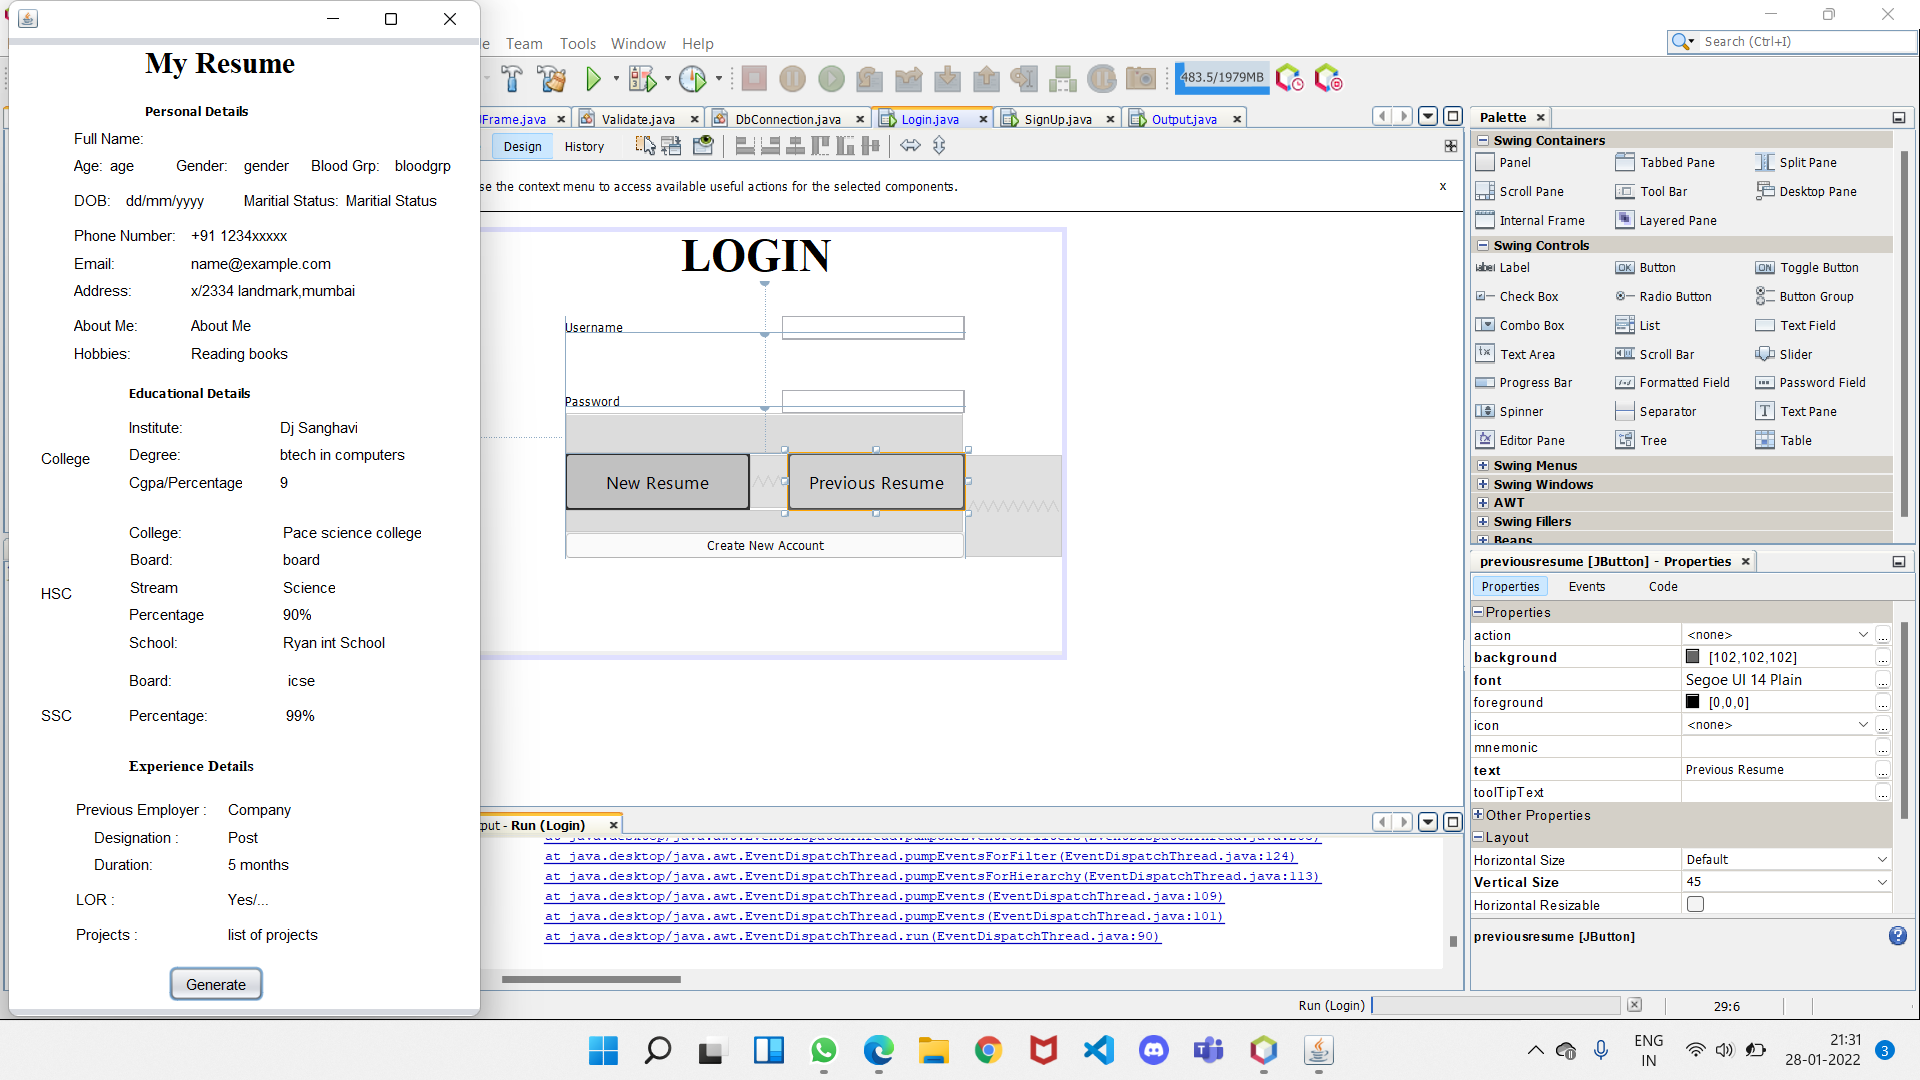 My Resume
Personal Details
Full Name:
Age: age Gender: gender Blood Grp: bloodgrp
DOB: dd/mm/yyyy Maritial Status: Maritial Status
Phone Number: +91 1234xxxxx
Email: name@example.com
Address: x/2334 landmark,mumbai
About Me: About Me
Hobbies: Reading books
Educational Details
Institute: Dj Sanghavi
College
Degree: btech in computers
Cgpa/Percentage 9
College: Pace science college
Board: board
HSC
Stream Science
Percentage 90%
School: Ryan int School
Board: icse
SSC
Percentage: 99%
Experience Details
Previous Employer : Company
Designation : Post
Duration: 5 months
LOR : Yes/...
Projects : list of projects
Generate
Team Tools Window Help
Search (Ctrl+I)
483.5/1979MB
Frame.java Validate.java DbConnection.java Login.java SignUp.java Output.java
Design History
se the context menu to access available useful actions for the selected components. x
LOGIN
Username
Password
New Resume Previous Resume
Create New Account
put - Run (Login)
at java.desktop/java.awt.EventDispatchThread.pumpEventsForFilter(EventDispatchThread.java:124)
at java.desktop/java.awt.EventDispatchThread.pumpEventsForHierarchy(EventDispatchThread.java:113)
at java.desktop/java.awt.EventDispatchThread.pumpEvents(EventDispatchThread.java:109)
at java.desktop/java.awt.EventDispatchThread.pumpEvents(EventDispatchThread.java:101)
at java.desktop/java.awt.EventDispatchThread.run(EventDispatchThread.java:90)
Palette
Swing Containers
Panel Tabbed Pane Split Pane
Scroll Pane Tool Bar Desktop Pane
Internal Frame Layered Pane
Swing Controls
label Label OK Button ON Toggle Button
Check Box Radio Button Button Group
Combo Box List Text Field
Text Area Scroll Bar Slider
Progress Bar Formatted Field Password Field
Spinner Separator Text Pane
Editor Pane Tree Table
Swing Menus
Swing Windows
AWT
Swing Fillers
Beans
previousresume [JButton] - Properties
Properties Events Code
Properties
action <none> ...
background [102,102,102] ...
font Segoe UI 14 Plain ...
foreground [0,0,0] ...
icon <none> ...
mnemonic ...
text Previous Resume ...
toolTipText ...
Other Properties
Layout
Horizontal Size Default
Vertical Size 45
Horizontal Resizable
previousresume [JButton]
Run (Login) 29:6
ENG
IN
21:31
28-01-2022
3